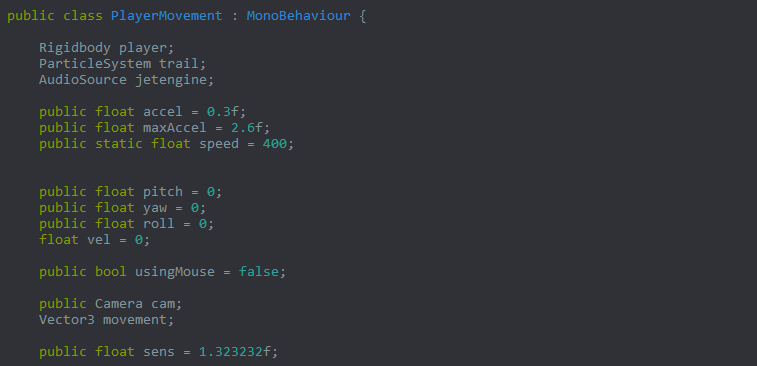 public class PlayerMovement : MonoBehaviour {
Rigidbody player;
ParticleSystem trail;
AudioSource jetengine;
public float accel = 0.3f;
public float maxAccel = 2.6f;
public static float speed = 400;
public float pitch = 0;
public float yaw = 0;
public float roll = 0;
float vel = 0;
public bool usingMouse = false;
public Camera cam;
Vector3 movement;
public float sens = 1.323232f;